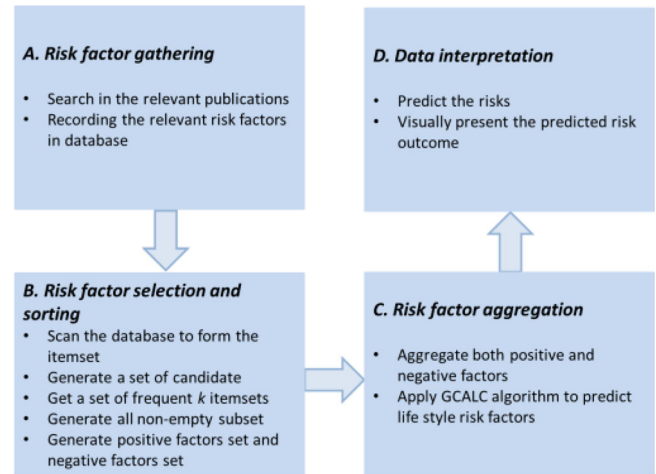 A. Risk factor gathering
• Search in the relevant publications
• Recording the relevant risk factors
in database
B. Risk factor selection and
sorting
• Scan the database to form the
itemset
• Generate a set of candidate
• Get a set of frequent k itemsets
• Generate all non-empty subset
• Generate positive factors set and
negative factors set
C. Risk factor aggregation
• Aggregate both positive and
negative factors
• Apply GCALC algorithm to predict
life style risk factors
D. Data interpretation
• Predict the risks
• Visually present the predicted risk
outcome